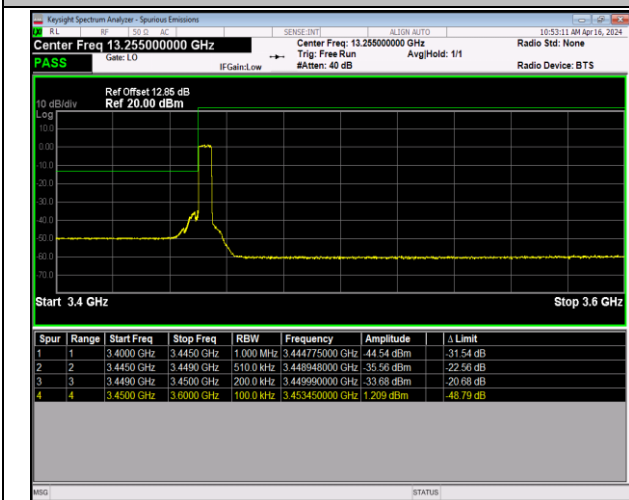 Keysight Spectrum Analyzer - Spurious Emissions
RL RF 50 Ω AC SENSE:INT ALIGN AUTO 10:53:11 AM Apr 16, 2024
Center Freq 13.255000000 GHz Center Freq: 13.255000000 GHz Radio Std: None
PASS Gate: LO Trig: Free Run Avg|Hold: 1/1
IFGain:Low #Atten: 40 dB Radio Device: BTS
Ref Offset 12.85 dB
10 dB/div Ref 20.00 dBm
Log
10.0
0.00
-10.0
-20.0
-30.0
-40.0
-50.0
-60.0
-70.0
Start 3.4 GHz Stop 3.6 GHz
Spur Range Start Freq Stop Freq RBW Frequency Amplitude Δ Limit
1 1 3.4000 GHz 3.4450 GHz 1.000 MHz 3.444775000 GHz -44.54 dBm -31.54 dB
2 2 3.4450 GHz 3.4490 GHz 510.0 kHz 3.448948000 GHz -35.56 dBm -22.56 dB
3 3 3.4490 GHz 3.4500 GHz 200.0 kHz 3.449990000 GHz -33.68 dBm -20.68 dB
4 4 3.4500 GHz 3.6000 GHz 100.0 kHz 3.453450000 GHz 1.209 dBm -48.79 dB
MSG STATUS